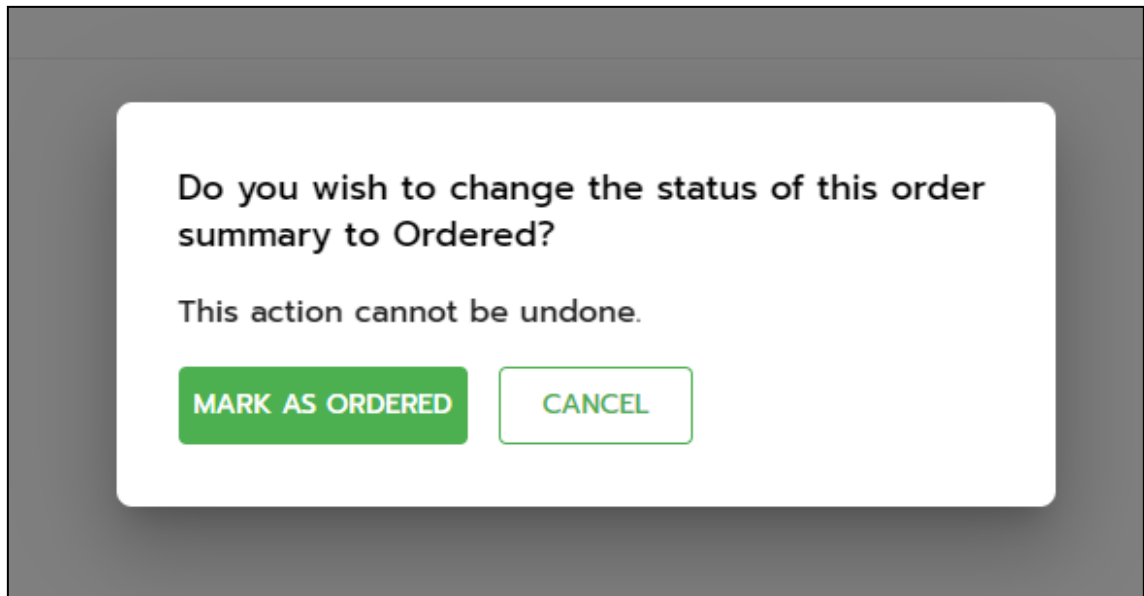 Do you wish to change the status of this order
summary to Ordered?
This action cannot be undone.
MARK AS ORDERED
CANCEL